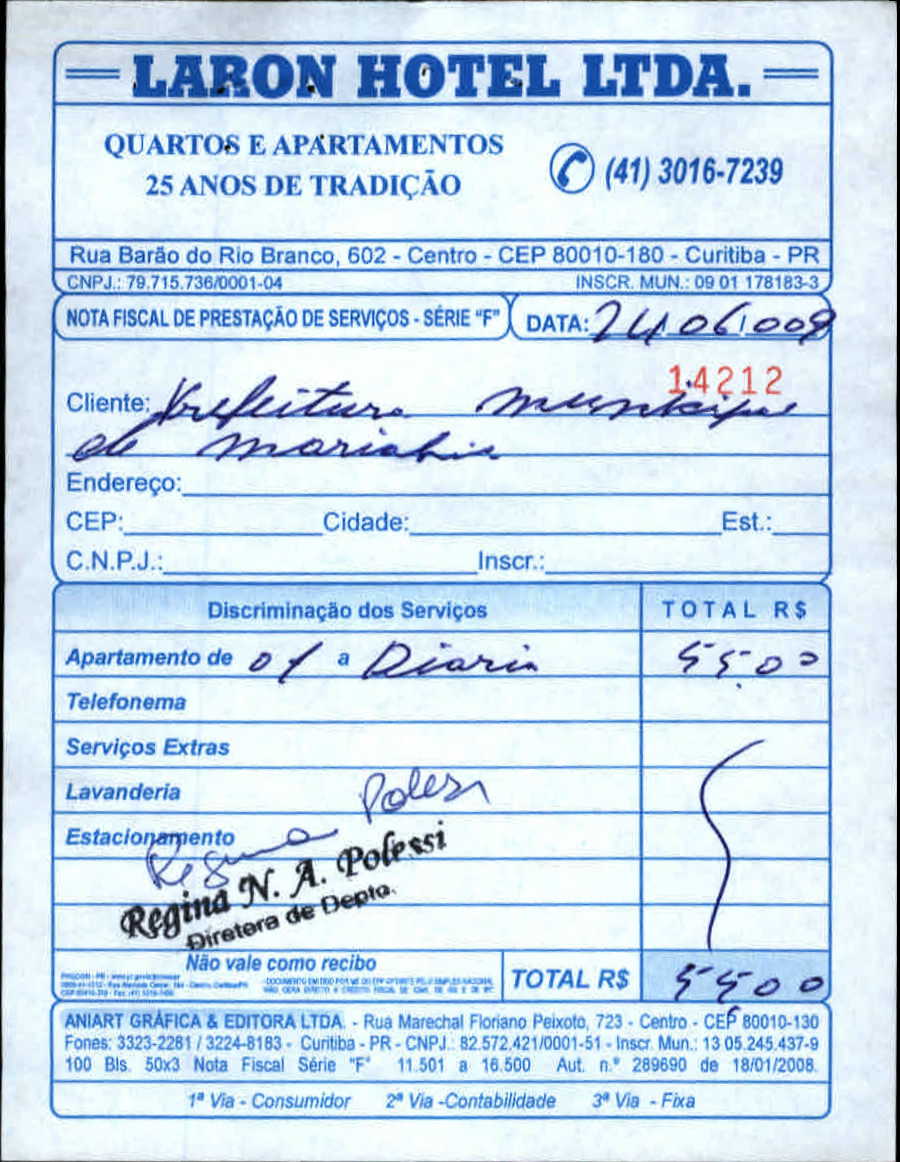 LARON HOTEL LTDA.
QUARTOS E APARTAMENTOS
25 ANOS DE TRADIÇÃO
(41) 3016-7239
Rua Barão do Rio Branco, 602 - Centro - CEP 80010-180 - Curitiba - PR
CNPJ.: 79.715.736/0001-04 INSCR. MUN.: 09 01 178183-3
NOTA FISCAL DE PRESTAÇÃO DE SERVIÇOS - SÉRIE "F" DATA: 24/06/009
14212
Cliente: Prefeitura municipal
de
Endereço:
CEP: Cidade: Est.:
C.N.P.J.: Inscr.:
Discriminação dos Serviços TOTAL R$
Apartamento de 01 a Diaria 55,00
Telefonema
Serviços Extras
Lavanderia
Estacionamento
Regina Polessi
Regina N. A. Polessi
Diretora de Depto.
Não vale como recibo
TOTAL R$ 55,00
ANIART GRÁFICA & EDITORA LTDA. - Rua Marechal Floriano Peixoto, 723 - Centro - CEP 80010-130
Fones: 3323-2281 / 3224-8183 - Curitiba - PR - CNPJ.: 82.572.421/0001-51 - Inscr. Mun.: 13 05.245.437-9
100 Bls. 50x3 Nota Fiscal Série "F" 11.501 a 16.500 Aut. n.º 289690 de 18/01/2008.
1ª Via - Consumidor 2ª Via -Contabilidade 3ª Via - Fixa